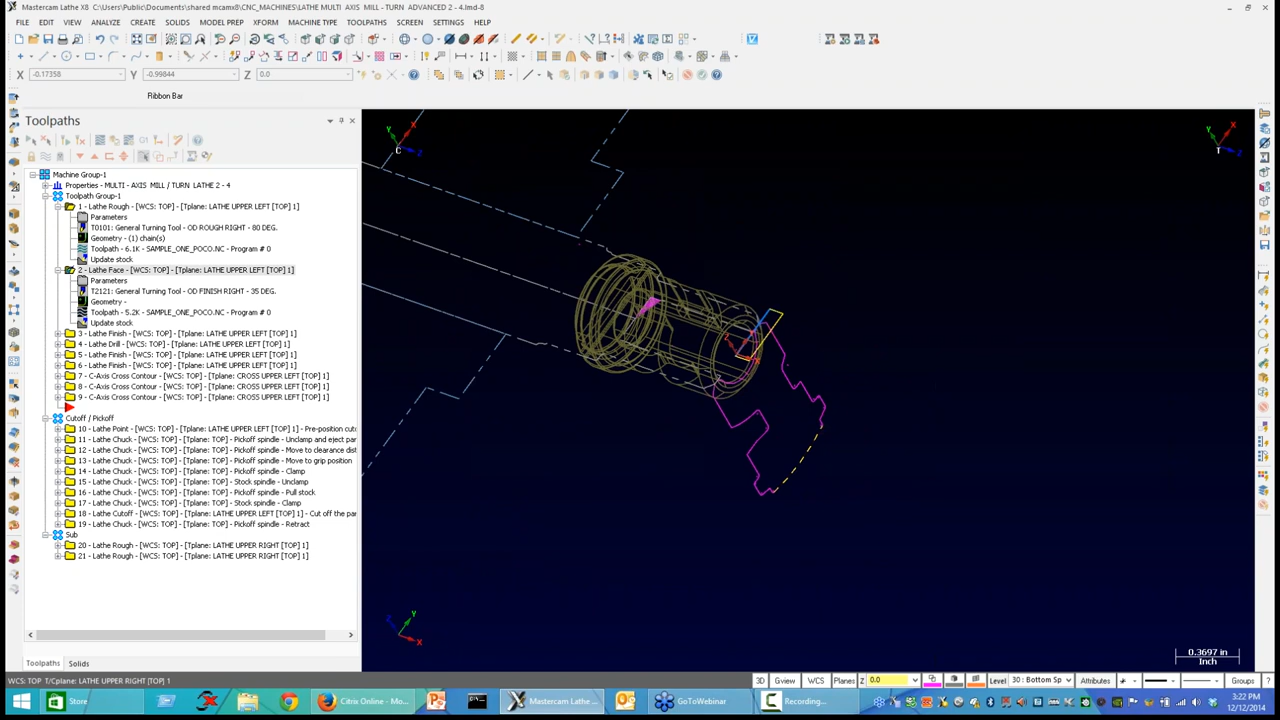 Mastercam Lathe X8 - C:\Users\Public\Documents\shared mcamx8\CNC_MACHINES\LATHE MULTI AXIS MILL - TURN ADVANCED 2 - 4.lmd-8
FILE EDIT VIEW ANALYZE CREATE SOLIDS MODEL PREP XFORM MACHINE TYPE TOOLPATHS SCREEN SETTINGS HELP
X -0.17358 Y -0.99844 Z 0.0
Ribbon Bar
Toolpaths
G1
Machine Group-1
Properties - MULTI - AXIS MILL / TURN LATHE 2 - 4
Toolpath Group-1
1 - Lathe Rough - [WCS: TOP] - [Tplane: LATHE UPPER LEFT [TOP] 1]
Parameters
T0101: General Turning Tool - OD ROUGH RIGHT - 80 DEG.
Geometry - (1) chain(s)
Toolpath - 6.1K - SAMPLE_ONE_POCO.NC - Program # 0
Update stock
2 - Lathe Face - [WCS: TOP] - [Tplane: LATHE UPPER LEFT [TOP] 1]
Parameters
T2121: General Turning Tool - OD FINISH RIGHT - 35 DEG.
Geometry -
Toolpath - 5.2K - SAMPLE_ONE_POCO.NC - Program # 0
Update stock
3 - Lathe Finish - [WCS: TOP] - [Tplane: LATHE UPPER LEFT [TOP] 1]
4 - Lathe Drill - [WCS: TOP] - [Tplane: LATHE UPPER LEFT [TOP] 1]
5 - Lathe Finish - [WCS: TOP] - [Tplane: LATHE UPPER LEFT [TOP] 1]
6 - Lathe Finish - [WCS: TOP] - [Tplane: LATHE UPPER LEFT [TOP] 1]
7 - C-Axis Cross Contour - [WCS: TOP] - [Tplane: CROSS UPPER LEFT [TOP] 1]
8 - C-Axis Cross Contour - [WCS: TOP] - [Tplane: CROSS UPPER LEFT [TOP] 1]
9 - C-Axis Cross Contour - [WCS: TOP] - [Tplane: CROSS UPPER LEFT [TOP] 1]
Cutoff / Pickoff
10 - Lathe Point - [WCS: TOP] - [Tplane: LATHE UPPER LEFT [TOP] 1] - Pre-position cuto
11 - Lathe Chuck - [WCS: TOP] - [Tplane: TOP] - Pickoff spindle - Unclamp and eject par
12 - Lathe Chuck - [WCS: TOP] - [Tplane: TOP] - Pickoff spindle - Move to clearance dist
13 - Lathe Chuck - [WCS: TOP] - [Tplane: TOP] - Pickoff spindle - Move to grip position
14 - Lathe Chuck - [WCS: TOP] - [Tplane: TOP] - Pickoff spindle - Clamp
15 - Lathe Chuck - [WCS: TOP] - [Tplane: TOP] - Stock spindle - Unclamp
16 - Lathe Chuck - [WCS: TOP] - [Tplane: TOP] - Pickoff spindle - Pull stock
17 - Lathe Chuck - [WCS: TOP] - [Tplane: TOP] - Stock spindle - Clamp
18 - Lathe Cutoff - [WCS: TOP] - [Tplane: LATHE UPPER LEFT [TOP] 1] - Cut off the par
19 - Lathe Chuck - [WCS: TOP] - [Tplane: TOP] - Pickoff spindle - Retract
Sub
20 - Lathe Rough - [WCS: TOP] - [Tplane: LATHE UPPER RIGHT [TOP] 1]
21 - Lathe Rough - [WCS: TOP] - [Tplane: LATHE UPPER RIGHT [TOP] 1]
Y X C Z
Y X T Z
Z Y X
0.3697 in
Inch
Toolpaths Solids
WCS: TOP T/Cplane: LATHE UPPER RIGHT [TOP] 1
3D Gview WCS Planes Z 0.0 Level 30 : Bottom Sp Attributes Groups ?
Store Citrix Online - Mo... Mastercam Lathe ... GoToWebinar Recording... 3:22 PM
12/12/2014